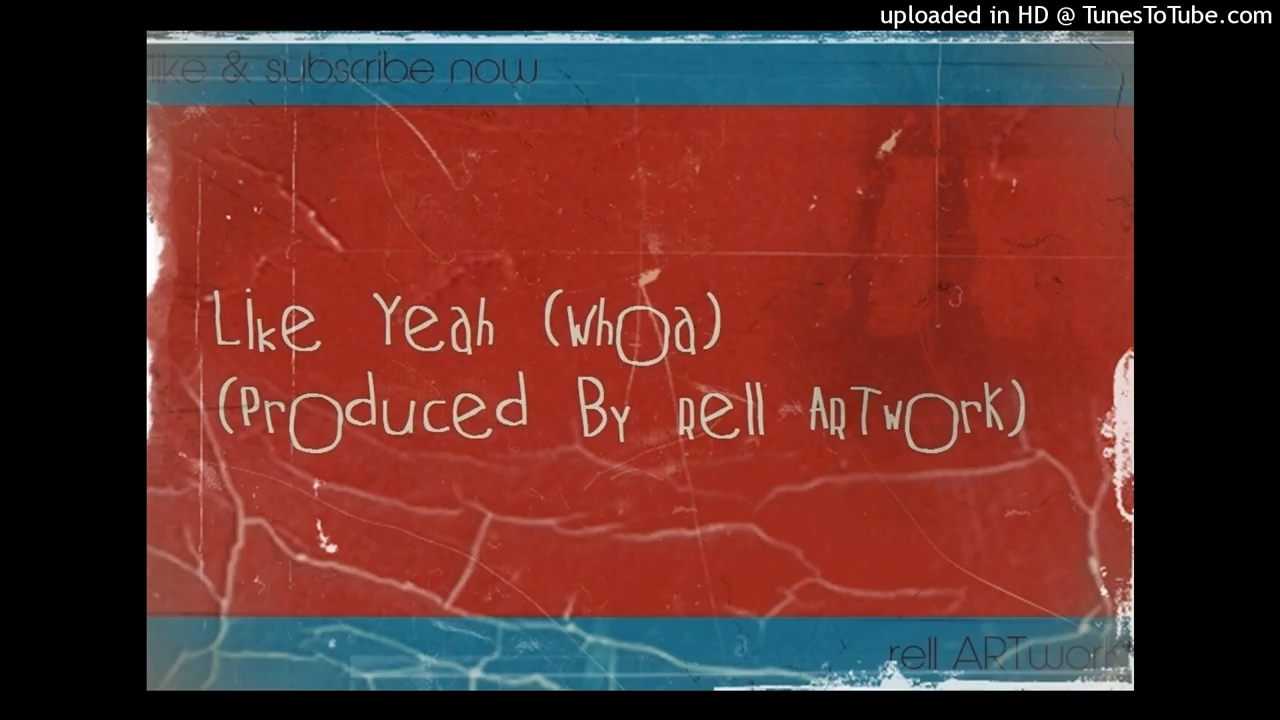 uploaded in HD @ TunesToTube.com
like & subscribe now
Like Yeah (Whoa)
(Produced By Rell ARTwork)
rell ARTwork